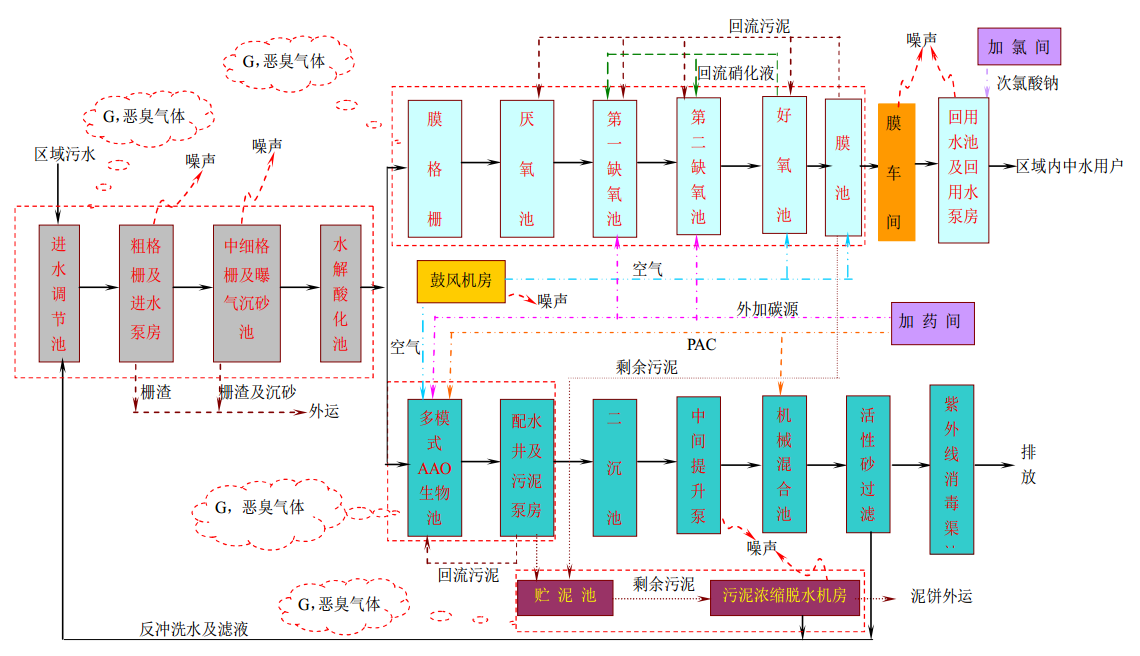 回流污泥
噪声
加氯间
G,恶臭气体
回流硝化液
次氯酸钠
G,恶臭气体
区域污水
噪声
噪声
膜格栅
厌氧池
第一缺氧池
第二缺氧池
好氧池
膜池
膜车间
回用水池及回用水泵房
区域内中水用户
进水调节池
粗格栅及进水泵房
中细格栅及曝气沉砂池
水解酸化池
鼓风机房
空气
噪声
外加碳源
加药间
空气
PAC
剩余污泥
栅渣
栅渣及沉砂
外运
多模式AAO生物池
配水井及污泥泵房
二沉池
中间提升泵
机械混合池
活性砂过滤
紫外线消毒渠
排放
G,恶臭气体
噪声
回流污泥
贮泥池
剩余污泥
污泥浓缩脱水机房
泥饼外运
G,恶臭气体
反冲洗水及滤液